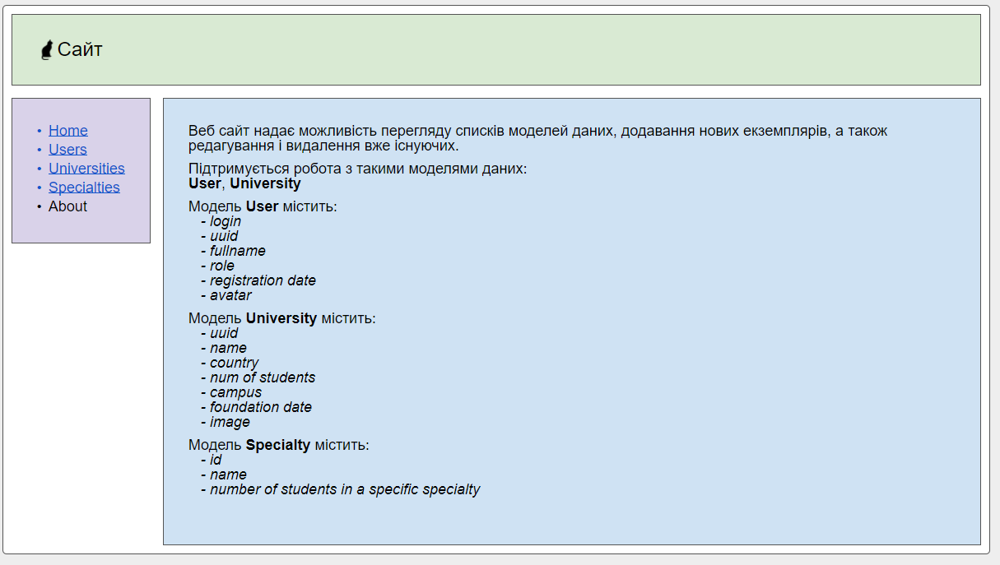 Сайт
• Home
• Users
• Universities
• Specialties
• About
Веб сайт надає можливість перегляду списків моделей даних, додавання нових екземплярів, а також
редагування і видалення вже існуючих.
Підтримується робота з такими моделями даних:
User, University
Модель User містить:
- login
- uuid
- fullname
- role
- registration date
- avatar
Модель University містить:
- uuid
- name
- country
- num of students
- campus
- foundation date
- image
Модель Specialty містить:
- id
- name
- number of students in a specific specialty